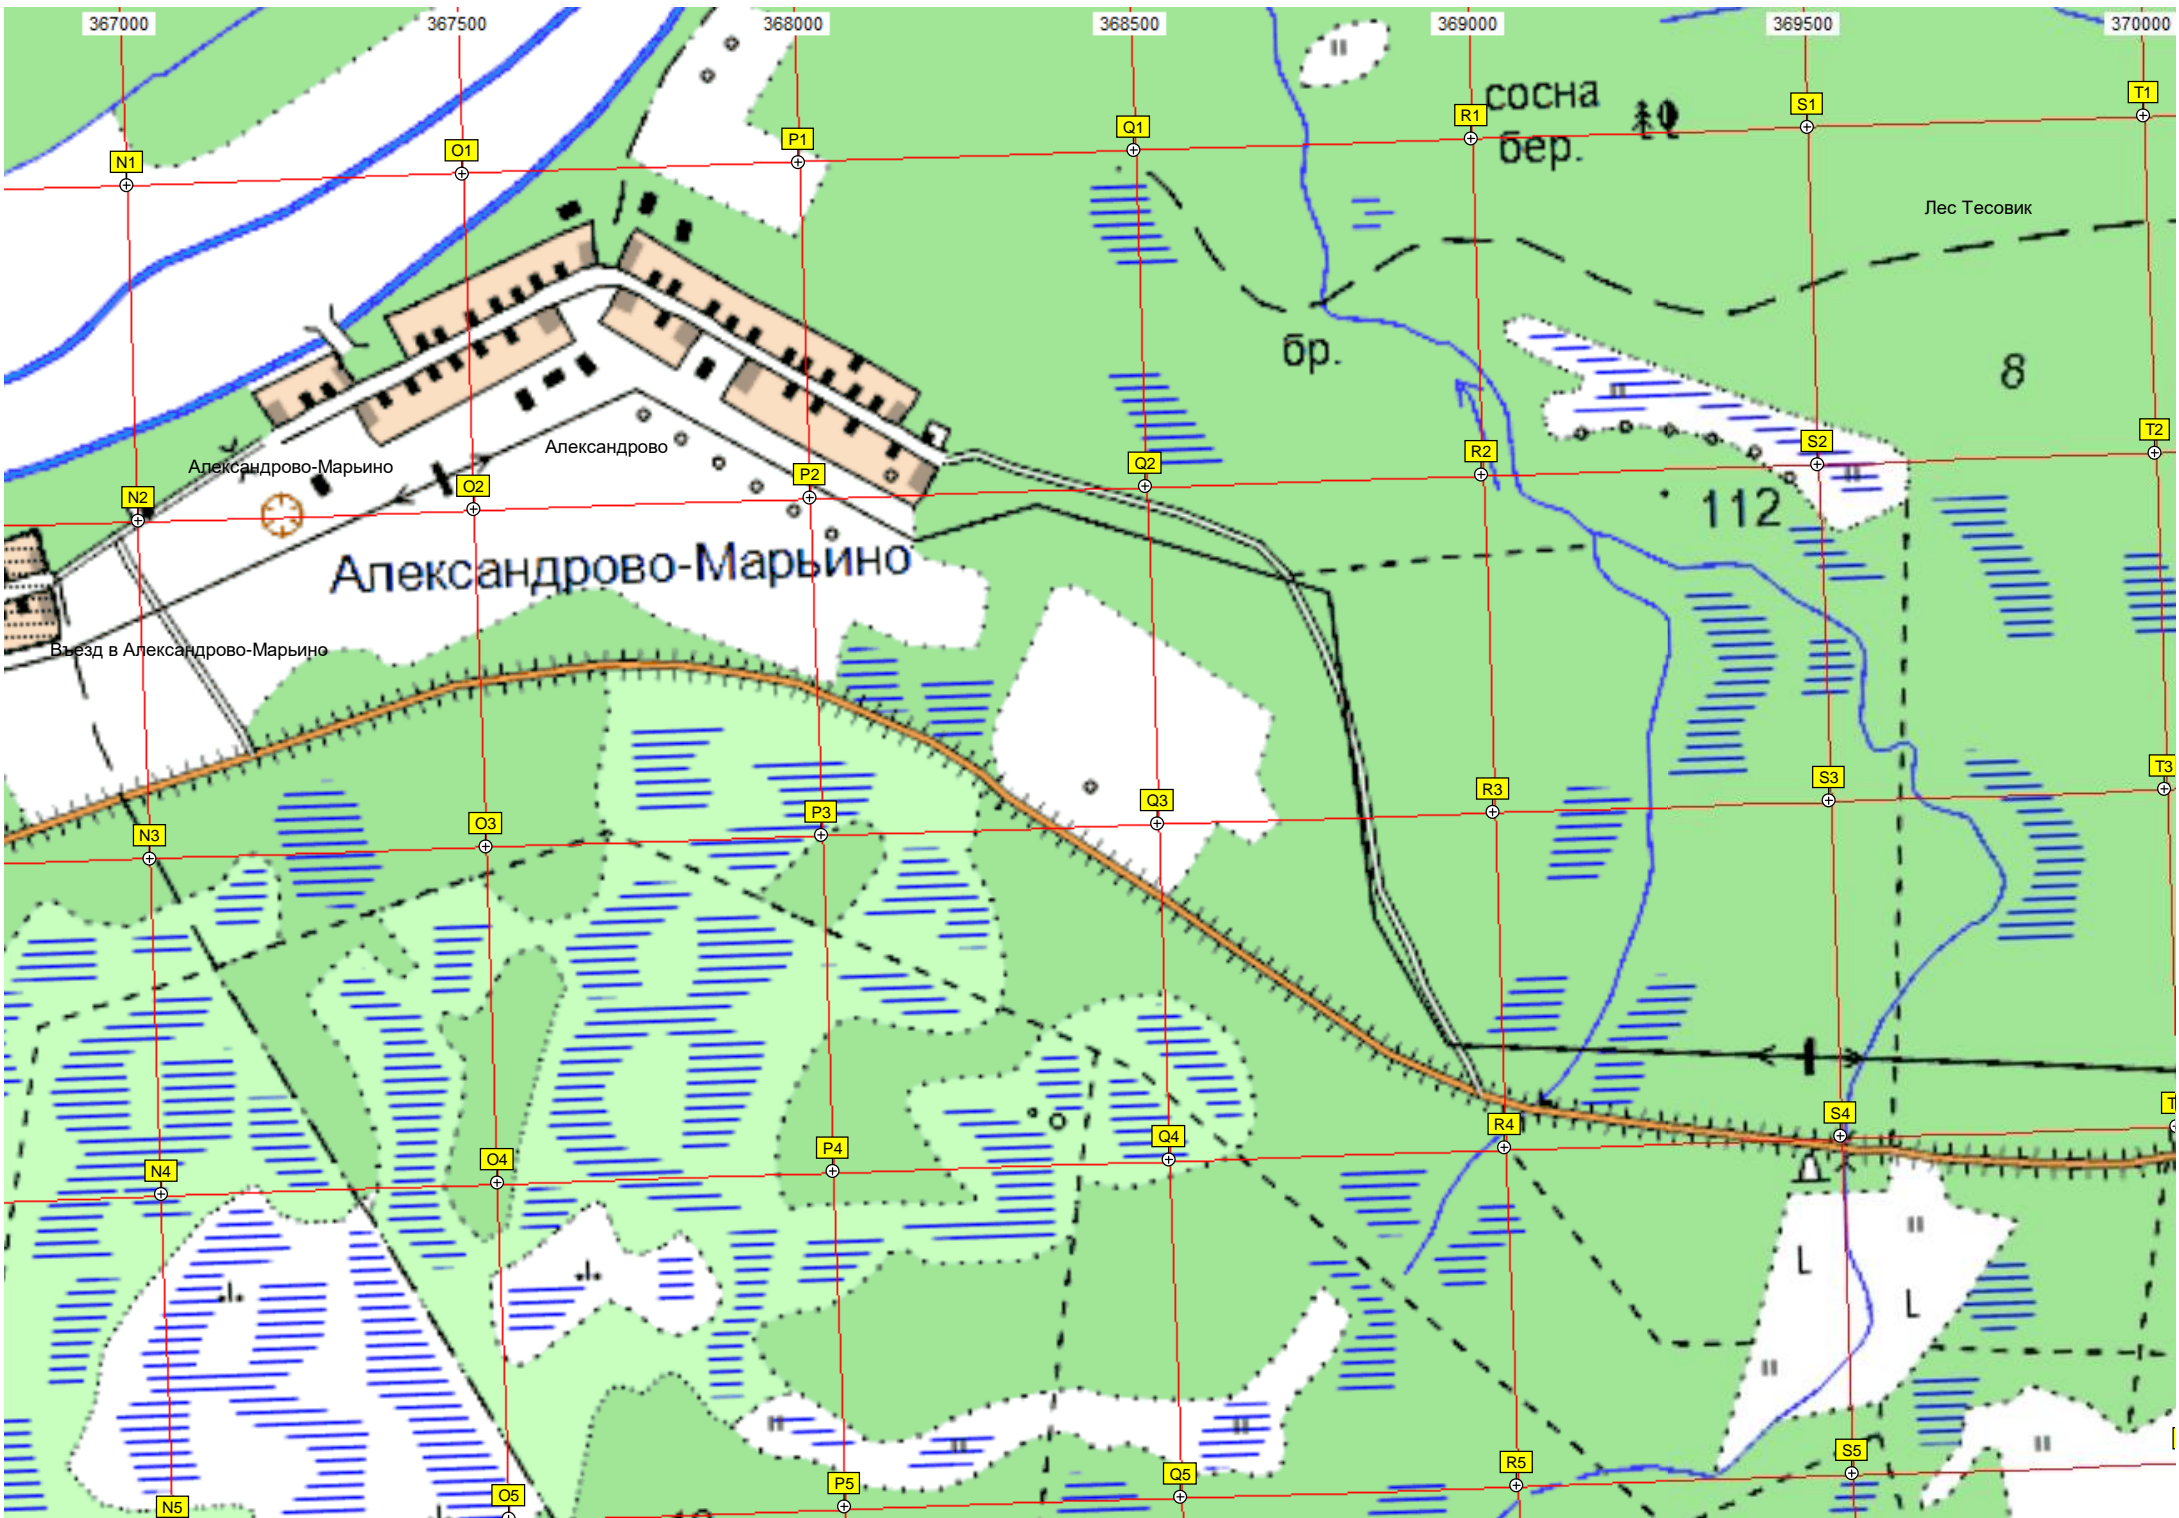 367000 367500 368000 368500 369000 369500 370000
сосна
бер.
N1 O1 P1 Q1 R1 S1 T1
Лес Тесовик
бр.
8
Александрово
Александрово-Марьино
N2 O2 P2 Q2 R2 S2 T2
112
Александрово-Марьино
Въезд в Александрово-Марьино
N3 O3 P3 Q3 R3 S3 T3
N4 O4 P4 Q4 R4 S4
N5 O5 P5 Q5 R5 S5